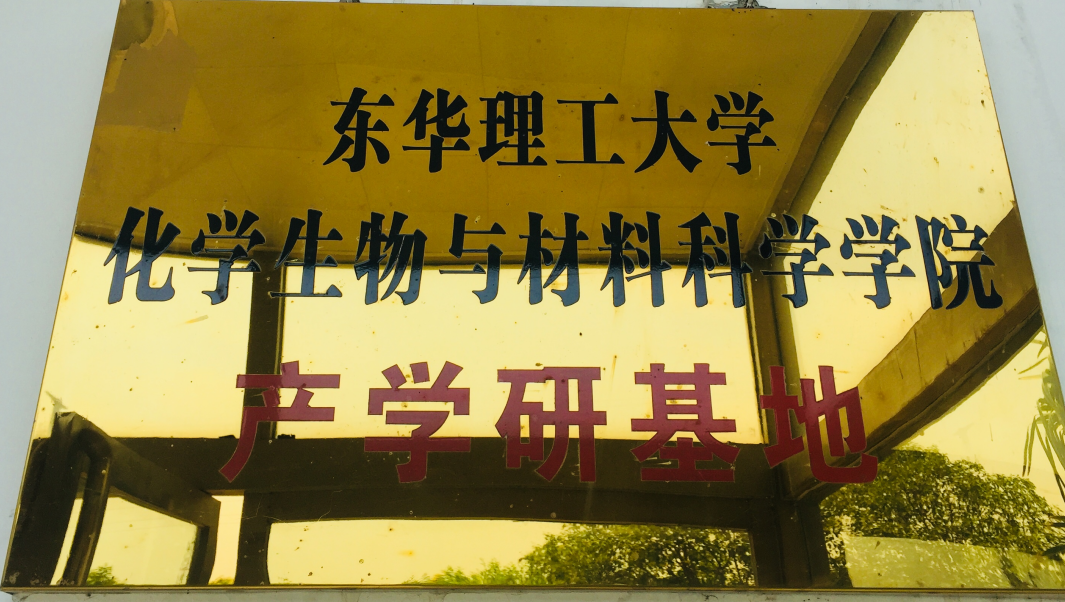 东华理工大学
化学生物与材料科学学院
产学研基地